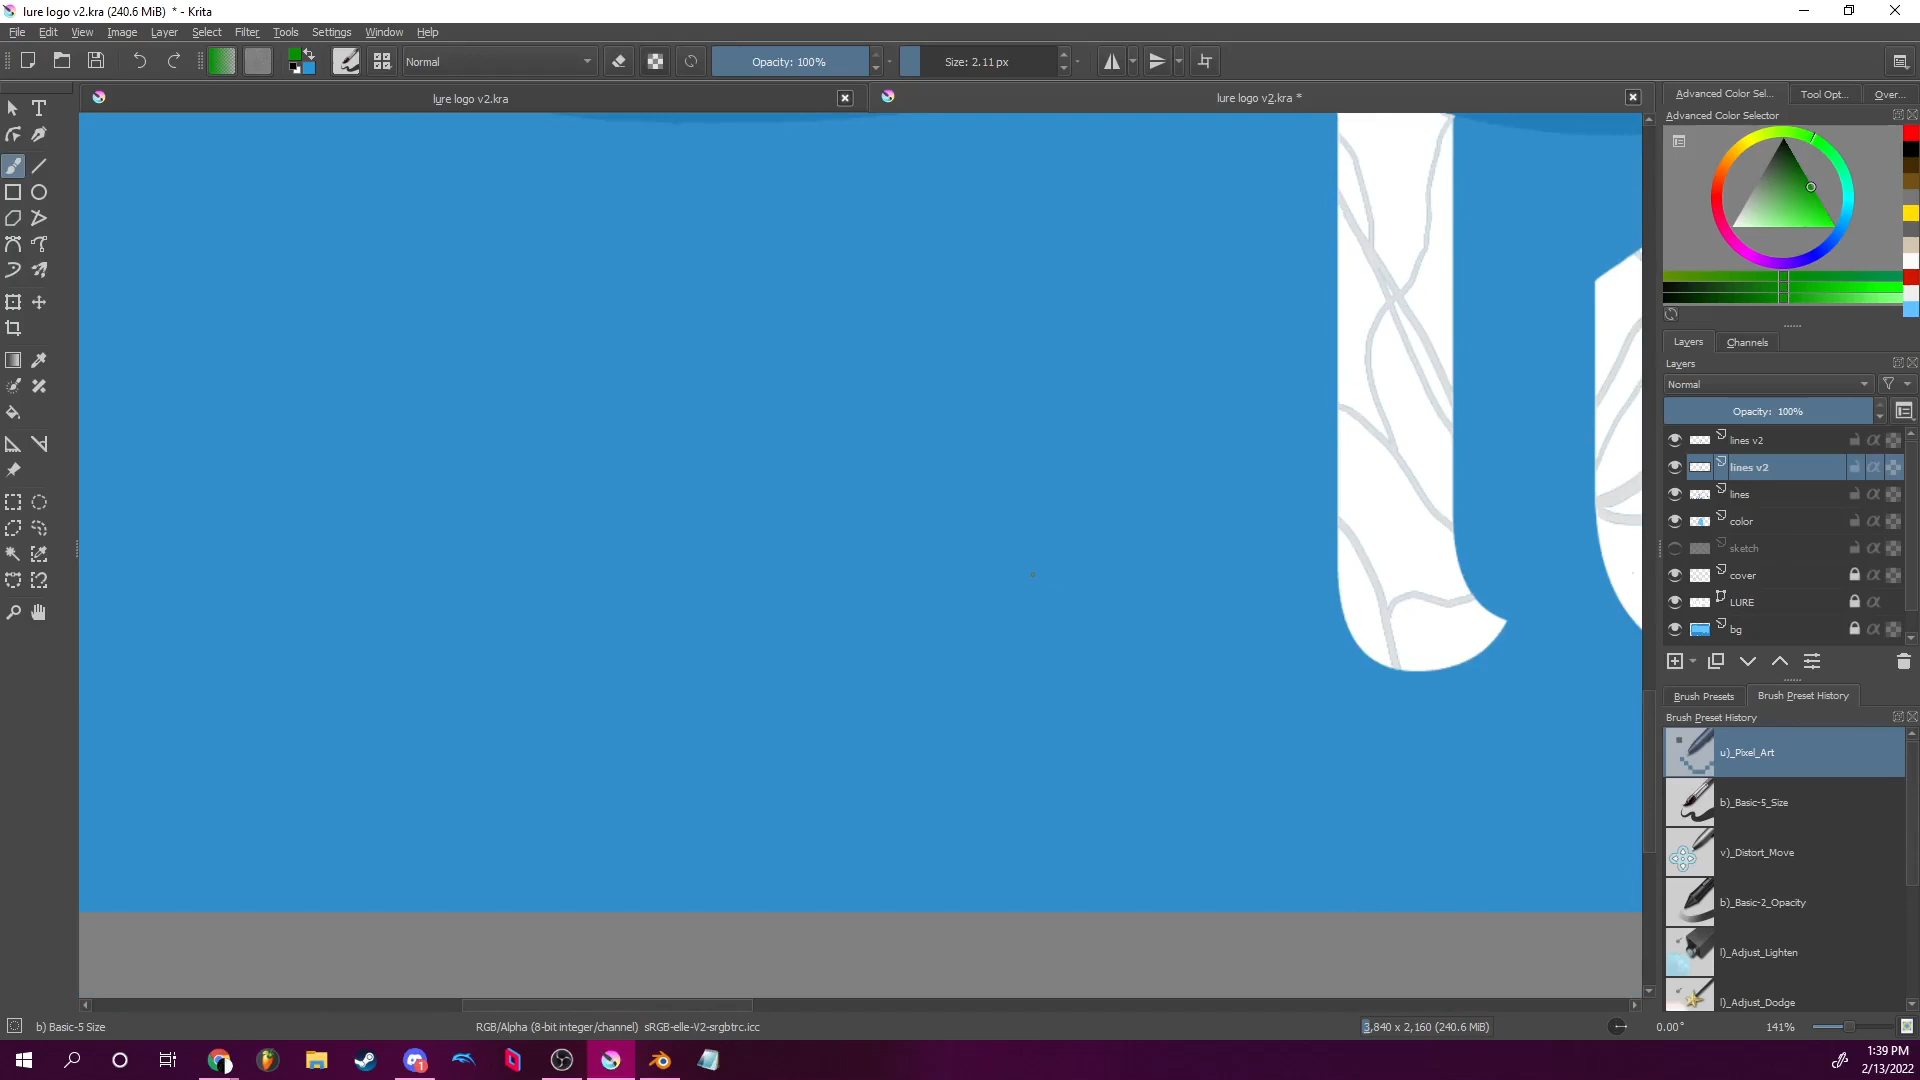 lure logo v2.kra (240.6 MiB) * - Krita
File Edit View Image Layer Select Filter Tools Settings Window Help
Normal
Opacity: 100%
Size: 2.11 px
lure logo v2.kra
lure logo v2.kra *
Advanced Color Sel...
Tool Opt...
Over...
Advanced Color Selector
Layers
Channels
Layers
Normal
Opacity: 100%
lines v2
lines v2
lines
color
sketch
cover
LURE
bg
Brush Presets
Brush Preset History
Brush Preset History
u)_Pixel_Art
b)_Basic-5_Size
v)_Distort_Move
b)_Basic-2_Opacity
l)_Adjust_Lighten
l)_Adjust_Dodge
b) Basic-5 Size
RGB/Alpha (8-bit integer/channel) sRGB-elle-V2-srgbtrc.icc
3,840 x 2,160 (240.6 MiB)
0.00°
141%
1
1:39 PM
2/13/2022